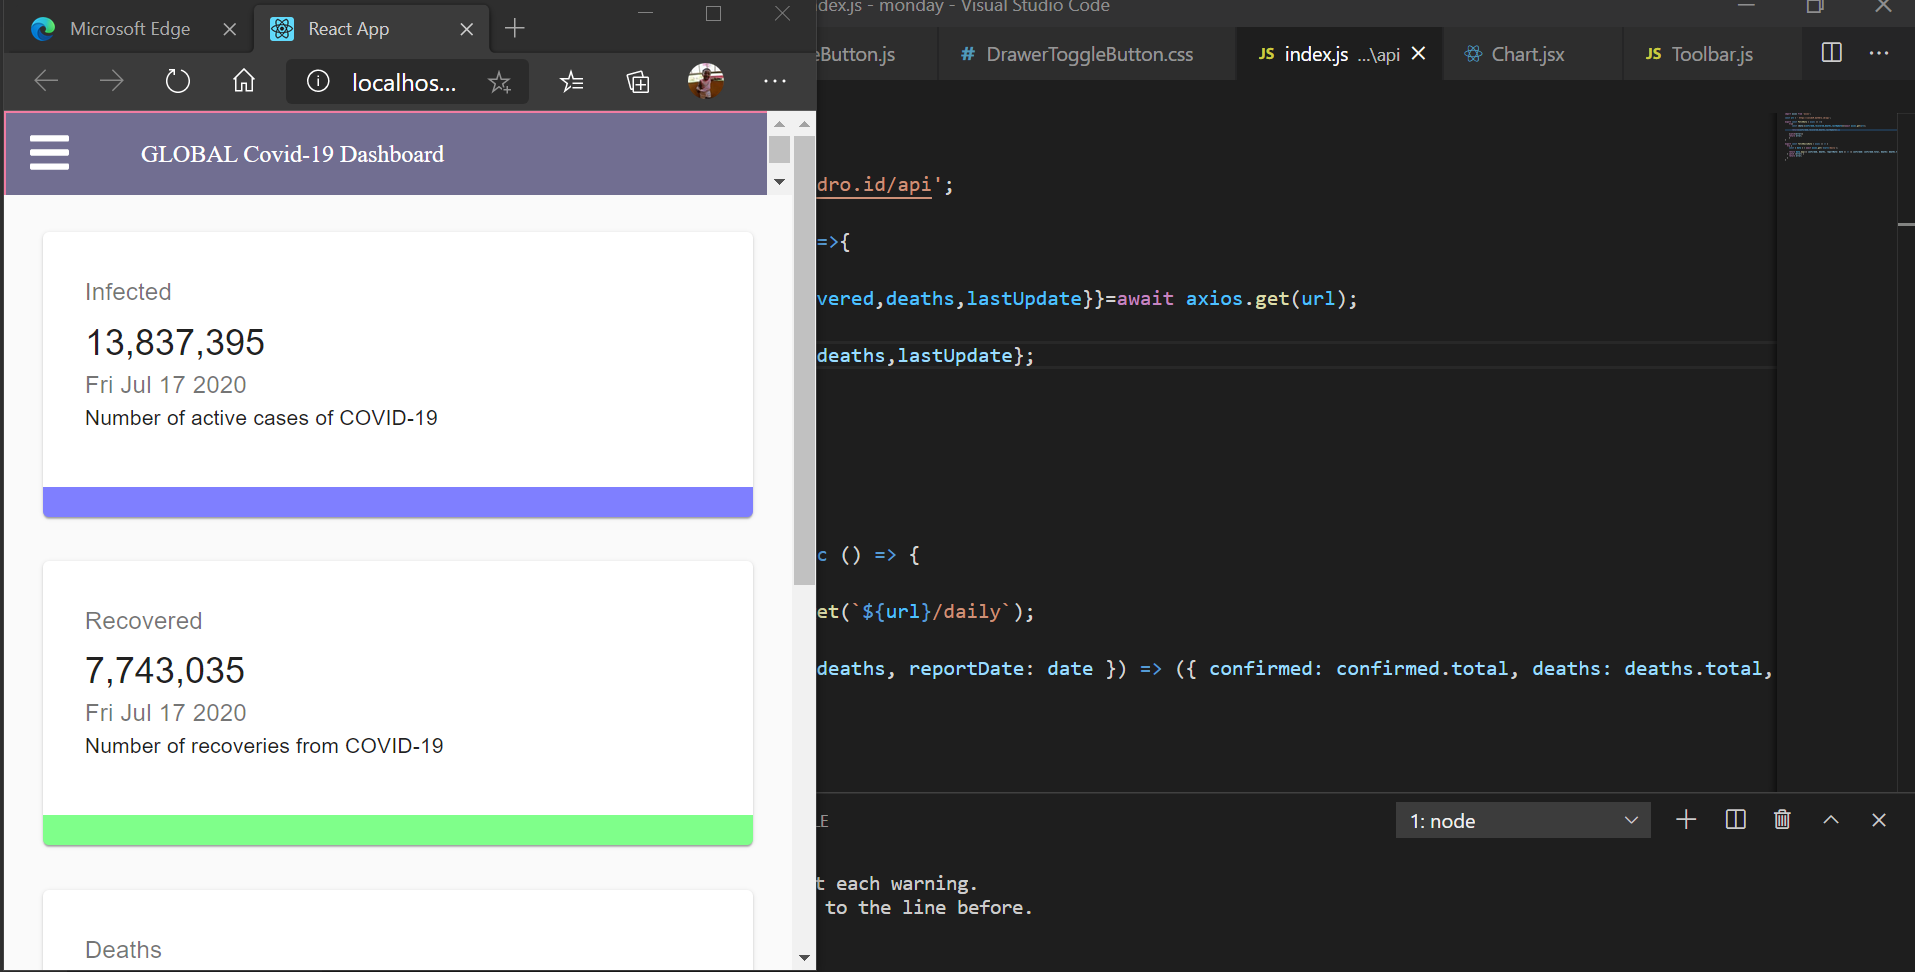 Microsoft Edge
React App
localhos...
GLOBAL Covid-19 Dashboard
Infected
13,837,395
Fri Jul 17 2020
Number of active cases of COVID-19
Recovered
7,743,035
Fri Jul 17 2020
Number of recoveries from COVID-19
Deaths
ndex.js - monday - Visual Studio Code
eButton.js
# DrawerToggleButton.css
JS index.js ...\api
Chart.jsx
JS Toolbar.js
dro.id/api';
=>{
vered,deaths,lastUpdate}}=await axios.get(url);
deaths,lastUpdate};
c () => {
et(`${url}/daily`);
deaths, reportDate: date }) => ({ confirmed: confirmed.total, deaths: deaths.total,
LE
1: node
t each warning.
to the line before.